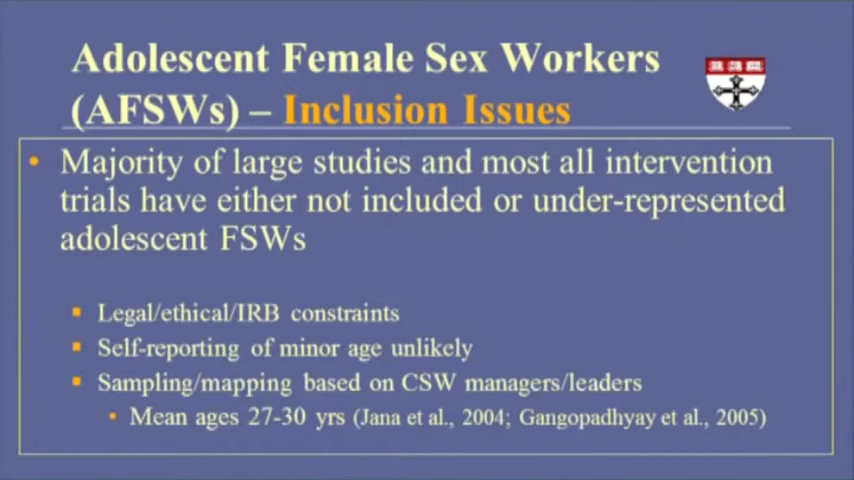 Adolescent Female Sex Workers
(AFSWs) – Inclusion Issues
• Majority of large studies and most all intervention
trials have either not included or under-represented
adolescent FSWs
▪ Legal/ethical/IRB constraints
▪ Self-reporting of minor age unlikely
▪ Sampling/mapping based on CSW managers/leaders
• Mean ages 27-30 yrs (Jana et al., 2004; Gangopadhyay et al., 2005)